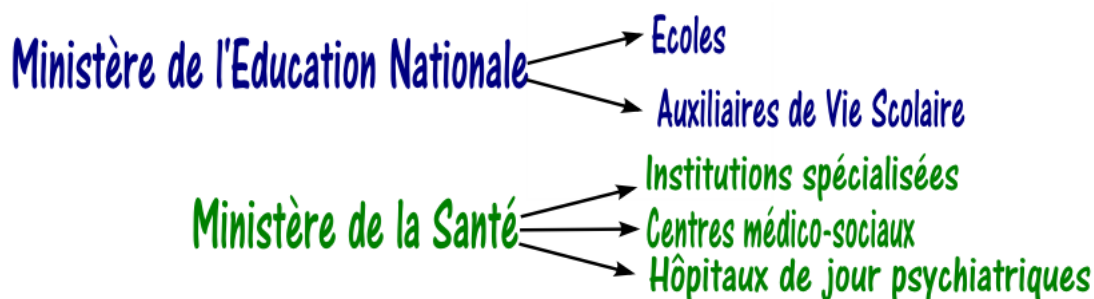 Ministère de l'Education Nationale
Ecoles
Auxiliaires de Vie Scolaire
Ministère de la Santé
Institutions spécialisées
Centres médico-sociaux
Hôpitaux de jour psychiatriques